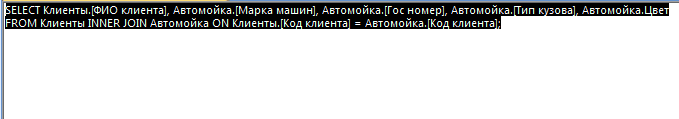 SELECT Клиенты.[ФИО клиента], Автомойка.[Марка машин], Автомойка.[Гос номер], Автомойка.[Тип кузова], Автомойка.Цвет
FROM Клиенты INNER JOIN Автомойка ON Клиенты.[Код клиента] = Автомойка.[Код клиента];